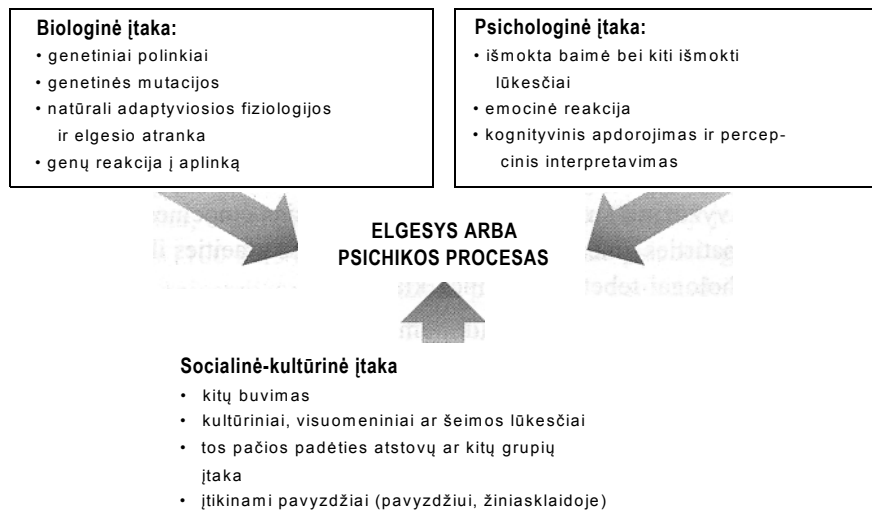 Biologinė įtaka:
• genetiniai polinkiai
• genetinės mutacijos
• natūrali adaptyviosios fiziologijos
ir elgesio atranka
• genų reakcija į aplinką
Psichologinė įtaka:
• išmokta baimė bei kiti išmokti
lūkesčiai
• emocinė reakcija
• kognityvinis apdorojimas ir percep-
cinis interpretavimas
ELGESYS ARBA
PSICHIKOS PROCESAS
Socialinė-kultūrinė įtaka
• kitų buvimas
• kultūriniai, visuomeniniai ar šeimos lūkesčiai
• tos pačios padėties atstovų ar kitų grupių
įtaka
• įtikinami pavyzdžiai (pavyzdžiui, žiniasklaidoje)